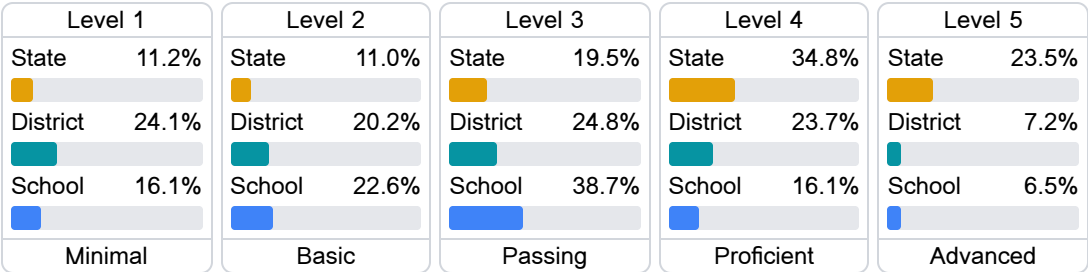 Level 1
State 11.2%
District 24.1%
School 16.1%
Minimal
Level 2
State 11.0%
District 20.2%
School 22.6%
Basic
Level 3
State 19.5%
District 24.8%
School 38.7%
Passing
Level 4
State 34.8%
District 23.7%
School 16.1%
Proficient
Level 5
State 23.5%
District 7.2%
School 6.5%
Advanced